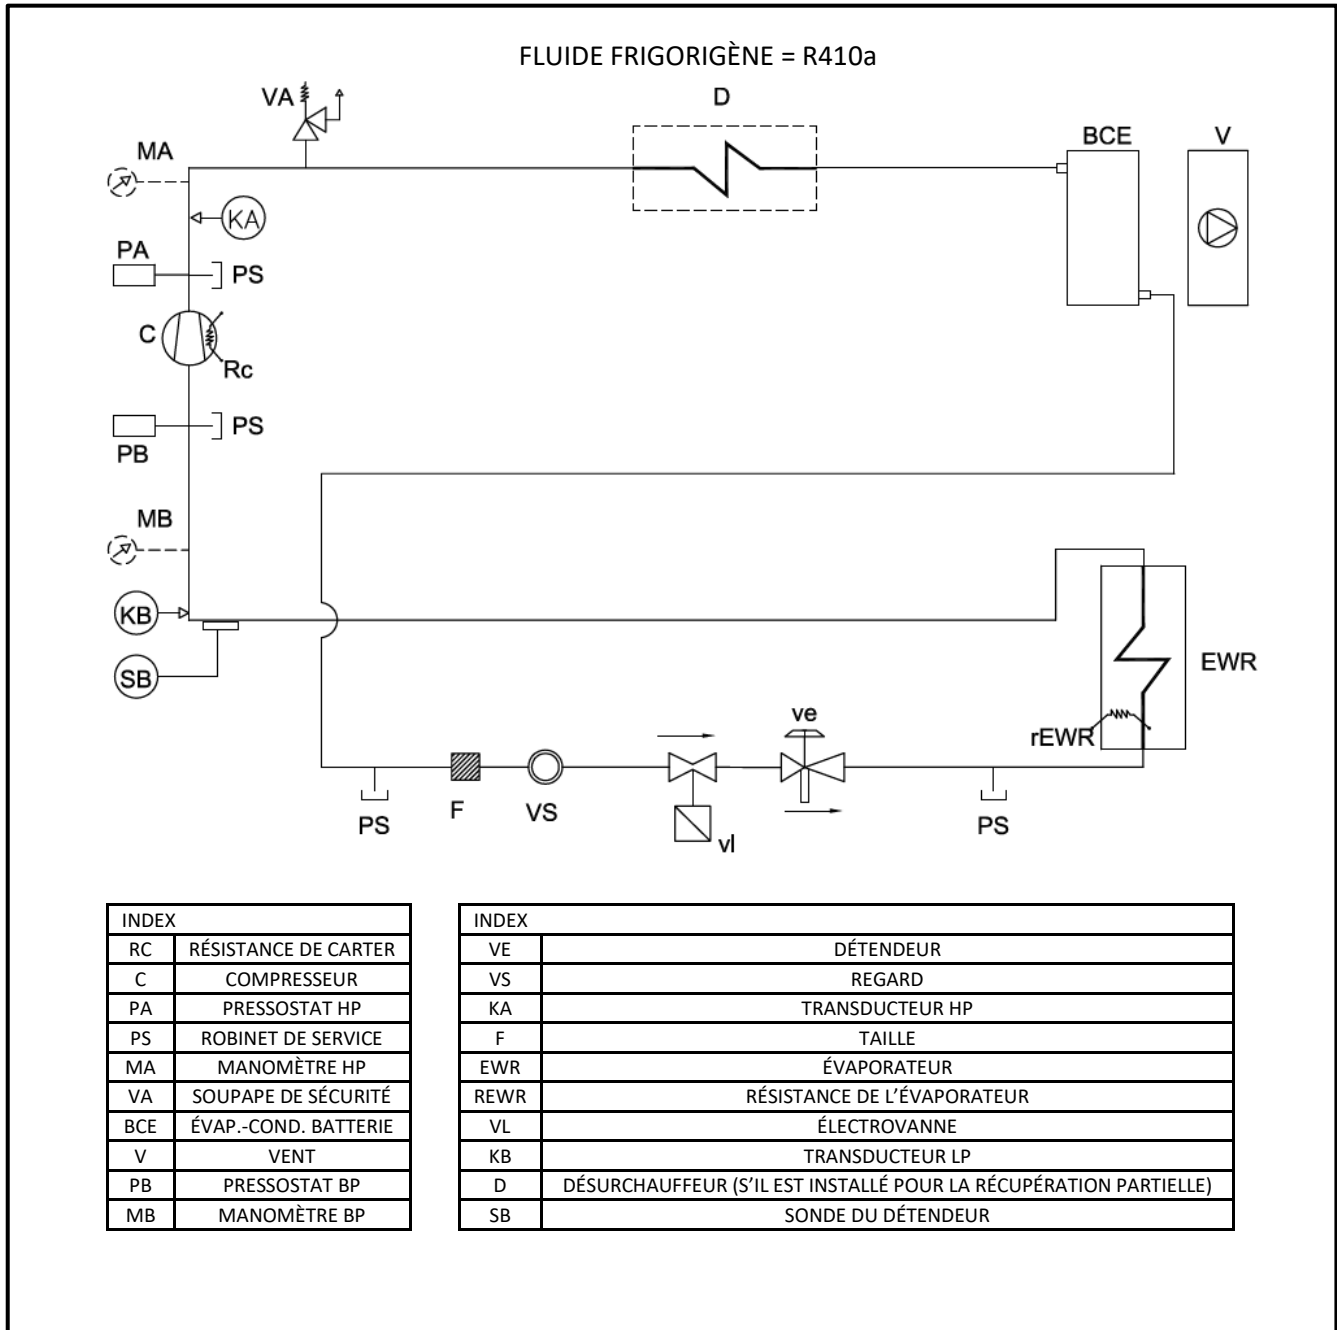 FLUIDE FRIGORIGÈNE = R410a
VA
D
BCE
V
MA
KA
PA
PS
C
Rc
PS
PB
MB
KB
SB
EWR
rEWR
ve
PS
F
VS
vl
PS
INDEX
RC RÉSISTANCE DE CARTER
C COMPRESSEUR
PA PRESSOSTAT HP
PS ROBINET DE SERVICE
MA MANOMÈTRE HP
VA SOUPAPE DE SÉCURITÉ
BCE ÉVAP.-COND. BATTERIE
V VENT
PB PRESSOSTAT BP
MB MANOMÈTRE BP
INDEX
VE DÉTENDEUR
VS REGARD
KA TRANSDUCTEUR HP
F TAILLE
EWR ÉVAPORATEUR
REWR RÉSISTANCE DE L’ÉVAPORATEUR
VL ÉLECTROVANNE
KB TRANSDUCTEUR LP
D DÉSURCHAUFFEUR (S’IL EST INSTALLÉ POUR LA RÉCUPÉRATION PARTIELLE)
SB SONDE DU DÉTENDEUR